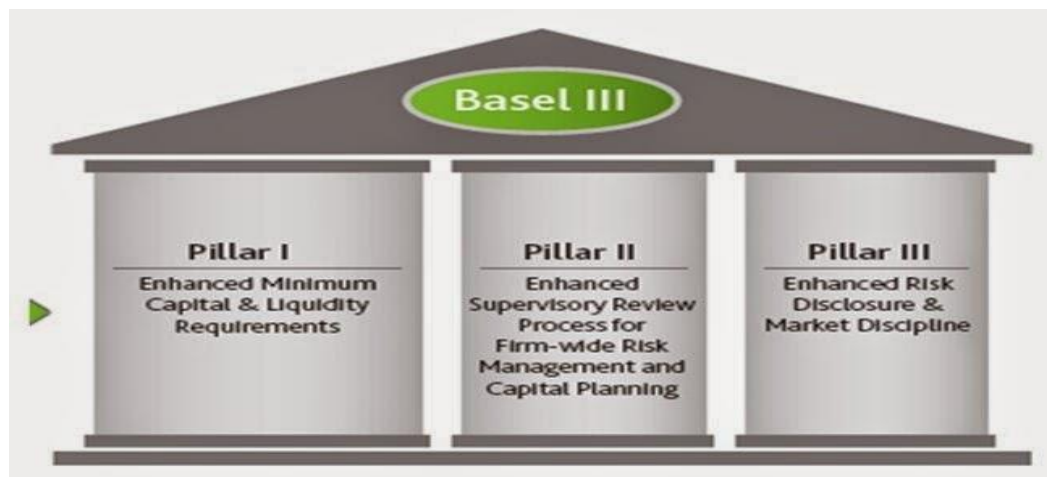 Basel III
Pillar I
Enhanced Minimum
Capital & Liquidity
Requirements
Pillar II
Enhanced
Supervisory Review
Process for
Firm-wide Risk
Management and
Capital Planning
Pillar III
Enhanced Risk
Disclosure &
Market Discipline